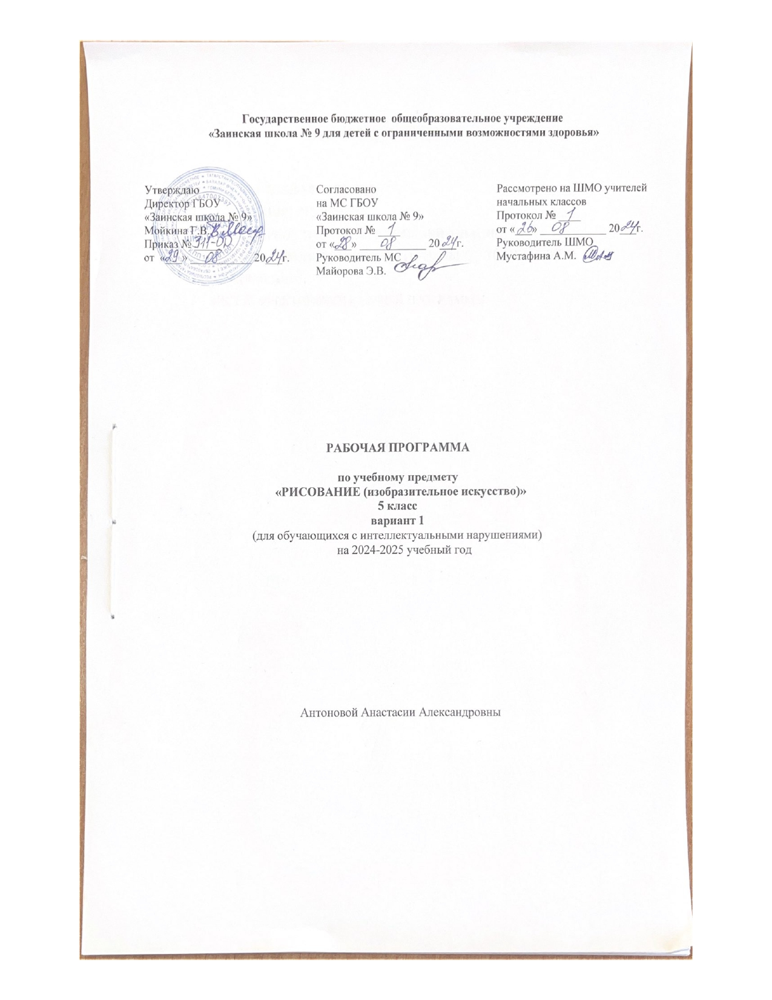 Государственное бюджетное общеобразовательное учреждение
«Заинская школа № 9 для детей с ограниченными возможностями здоровья»
Утверждаю
Директор ГБОУ
«Заинская школа № 9»
Мойкина Г.В.
Приказ № 311-ОД
от «29» 08 2024г.
Согласовано
на МС ГБОУ
«Заинская школа № 9»
Протокол № 1
от «28» 08 2024г.
Руководитель МС
Майорова Э.В.
Рассмотрено на ШМО учителей
начальных классов
Протокол № 1
от «26» 08 2024г.
Руководитель ШМО
Мустафина А.М.
РАБОЧАЯ ПРОГРАММА
по учебному предмету
«РИСОВАНИЕ (изобразительное искусство)»
5 класс
вариант 1
(для обучающихся с интеллектуальными нарушениями)
на 2024-2025 учебный год
Антоновой Анастасии Александровны